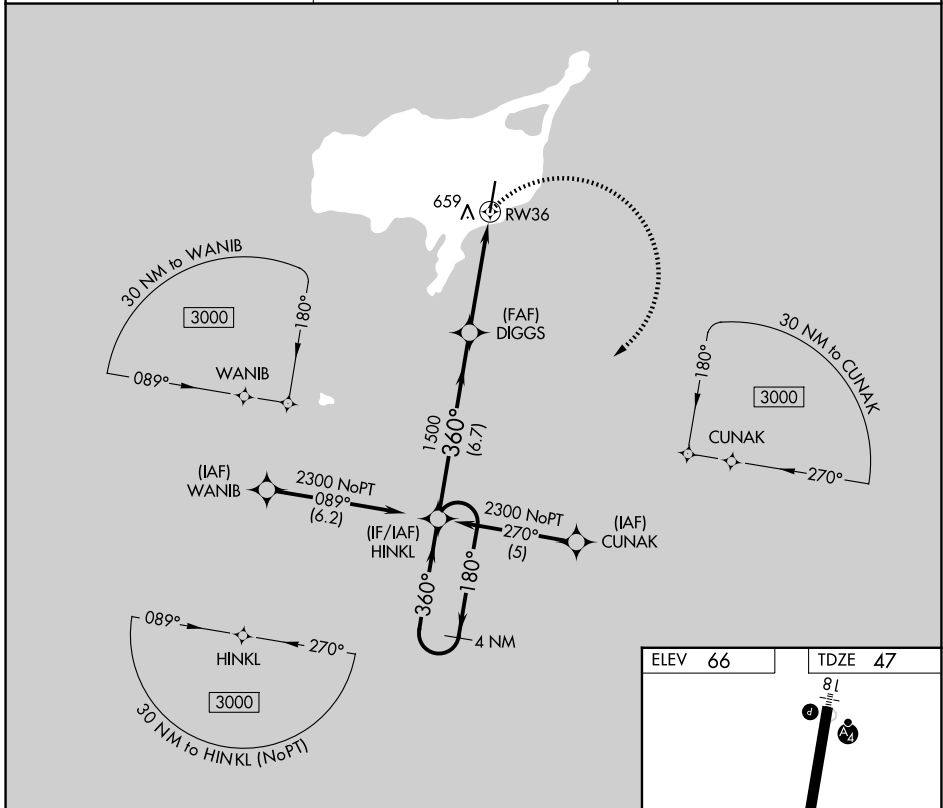 659
RW36
30 NM to WANIB
3000
180°
089°
WANIB
(FAF)
DIGGS
30 NM to CUNAK
180°
3000
CUNAK
270°
1500
360°
(6.7)
(IAF)
WANIB
2300 NoPT
089°
(6.2)
(IF/IAF)
HINKL
2300 NoPT
270°
(5)
(IAF)
CUNAK
360°
180°
4 NM
089°
270°
HINKL
3000
30 NM to HINKL (NoPT)
ELEV 66
TDZE 47
18
P
A4